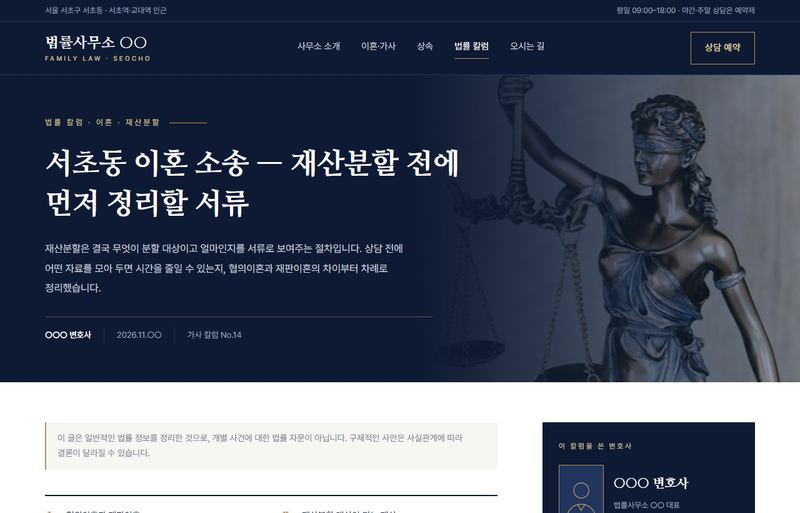 서울 서초구 서초동 · 서초역·교대역 인근
평일 09:00–18:00 · 야간·주말 상담은 예약제
법률사무소 〇〇
FAMILY LAW · SEOCHO
사무소 소개
이혼·가사
상속
법률 칼럼
오시는 길
상담 예약
법률 칼럼 · 이혼 · 재산분할
서초동 이혼 소송 — 재산분할 전에
먼저 정리할 서류
재산분할은 결국 무엇이 분할 대상이고 얼마인지를 서류로 보여주는 절차입니다. 상담 전에
어떤 자료를 모아 두면 시간을 줄일 수 있는지, 협의이혼과 재판이혼의 차이부터 차례로
정리했습니다.
〇〇〇 변호사
2026.11.〇〇
가사 칼럼 No.14
이 글은 일반적인 법률 정보를 정리한 것으로, 개별 사건에 대한 법률 자문이 아닙니다. 구체적인 사안은 사실관계에 따라
결론이 달라질 수 있습니다.
이 칼럼을 쓴 변호사
〇〇〇 변호사
법률사무소 〇〇 대표